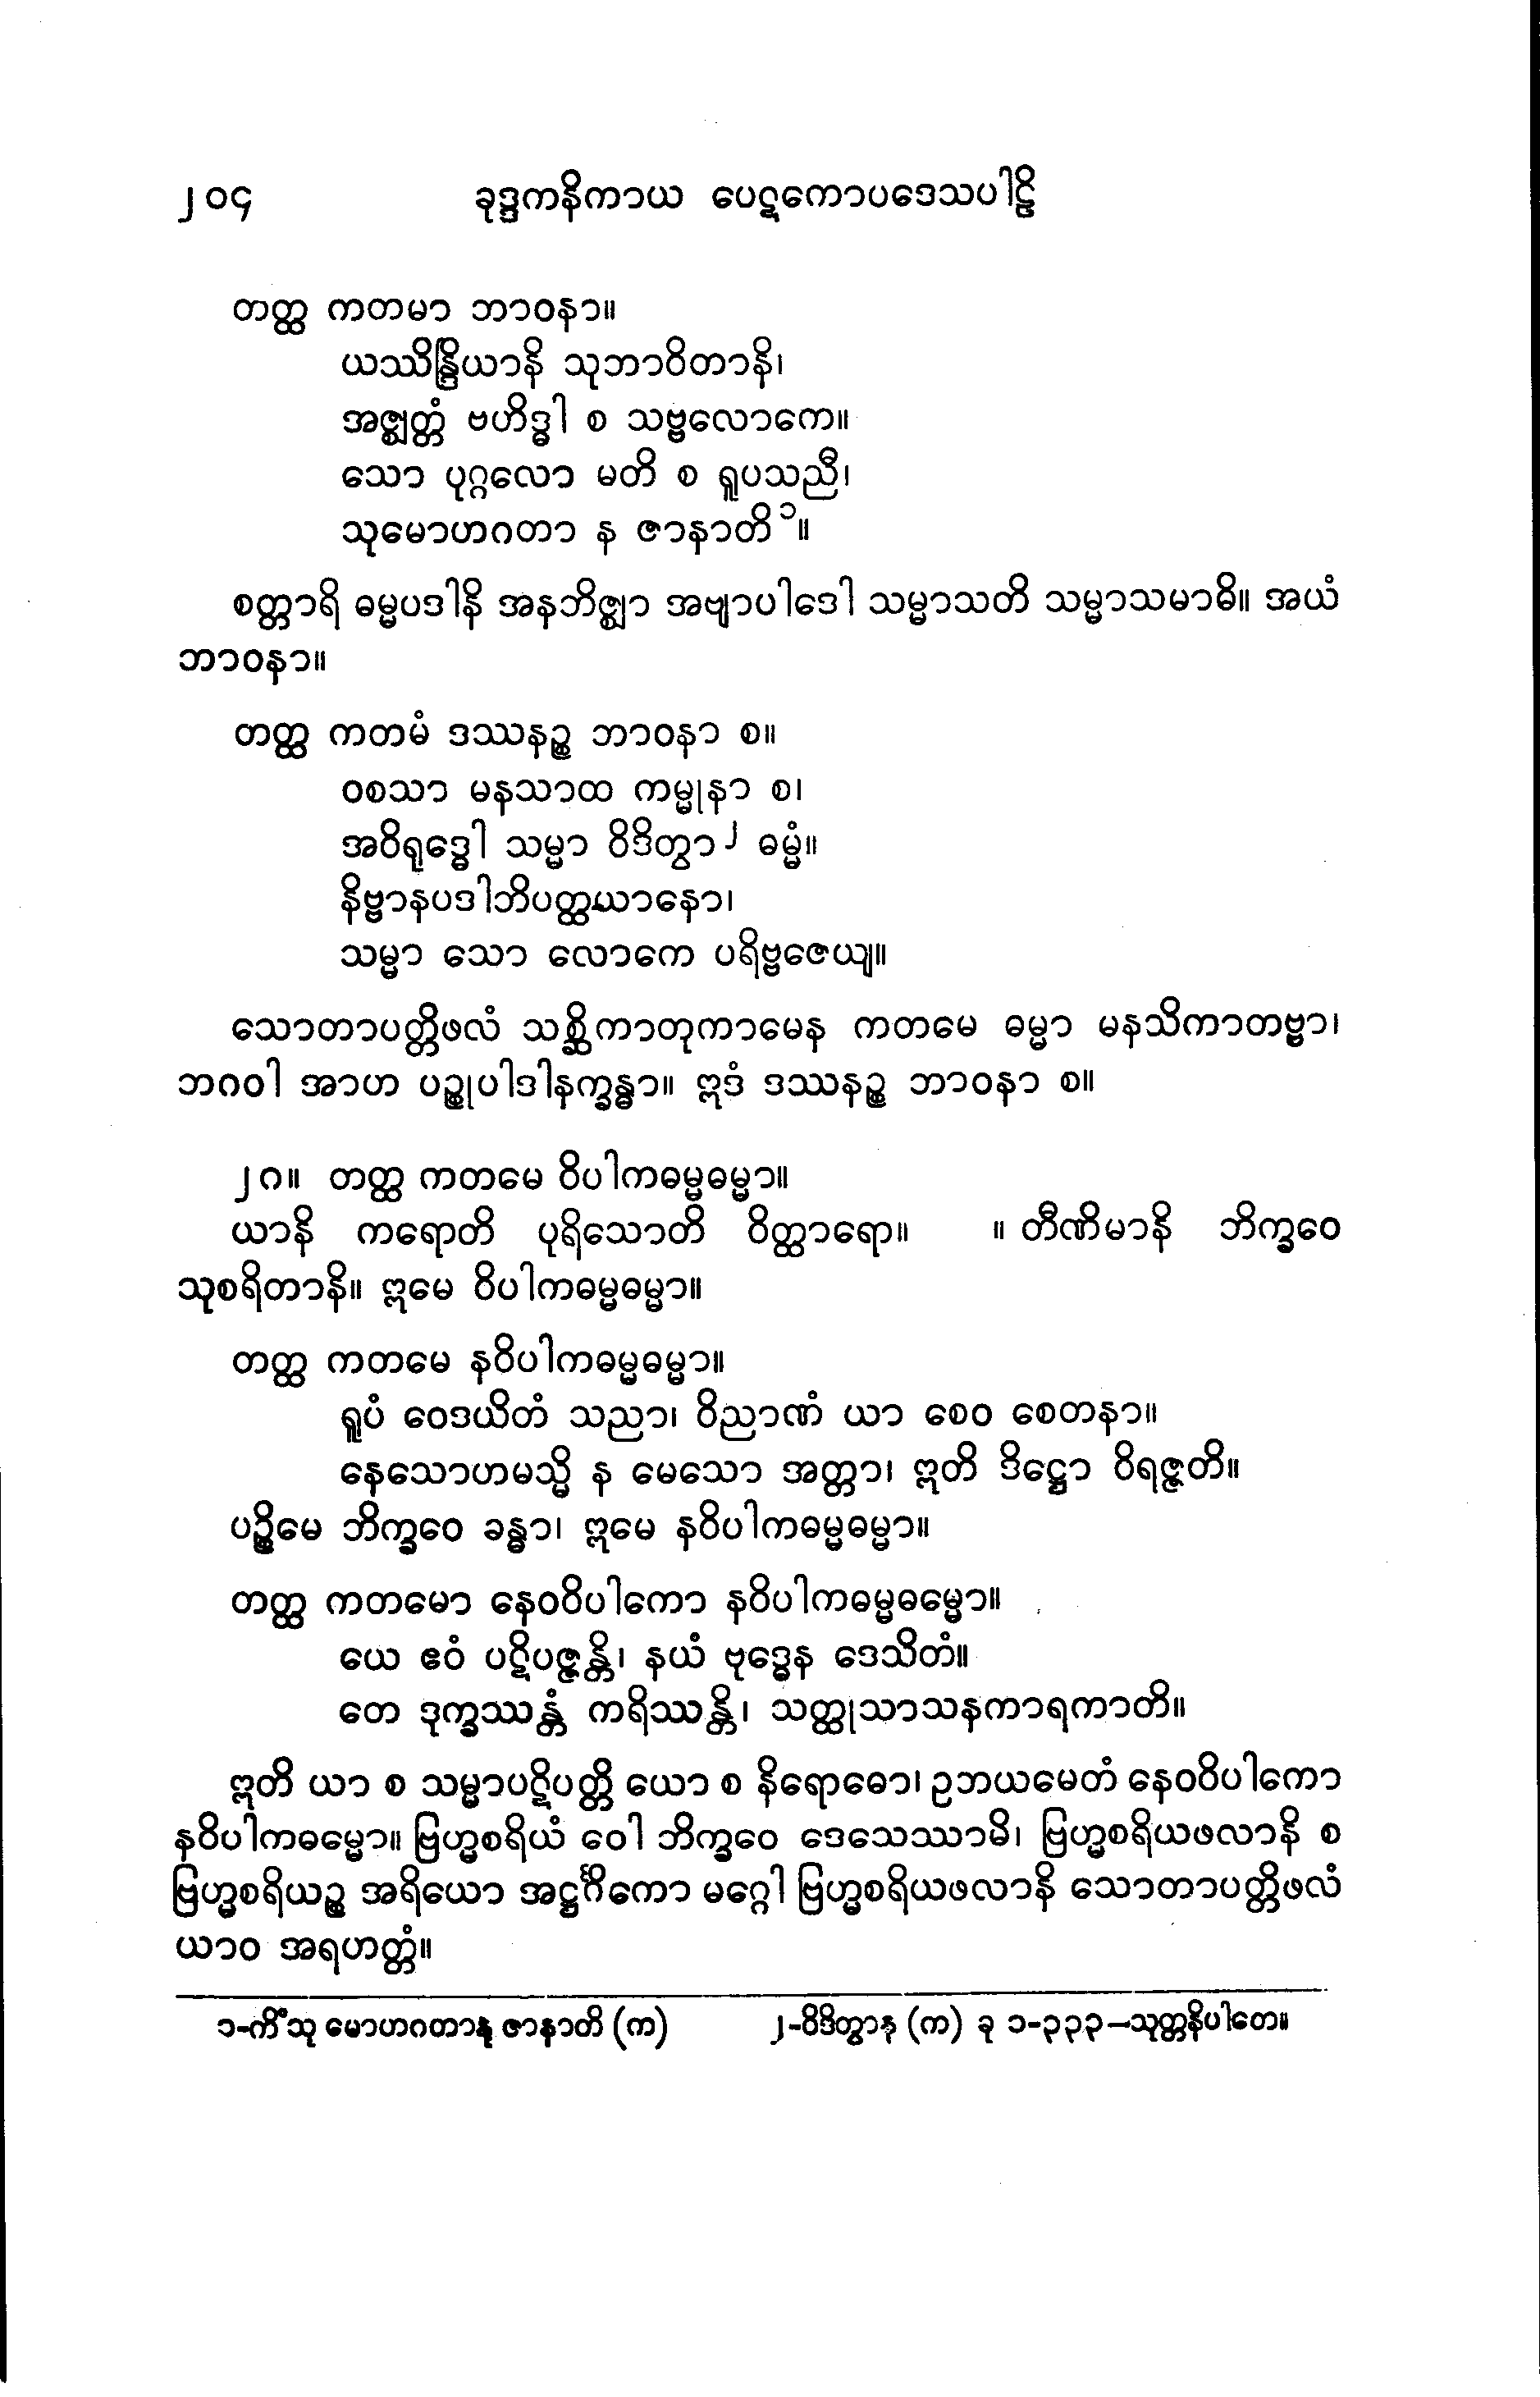 ၂၀၄ ခုဒ္ဒကနိကာယ ပေဋကောပဒေသပါဠိ
တတ္ထ ကတမာ ဘာဝနာ။
ယဿိန္ဒြိယာနိ သုဘာဝိတာနိ၊
အဇ္ဈတ္တံ ဗဟိဒ္ဓါ စ သဗ္ဗလောကေ။
သော ပုဂ္ဂလော မတိ စ ရူပသညီ၊
သုမောဟဂတာ န ဇာနာတိ ၁။
စတ္တာရိ ဓမ္မပဒါနိ အနဘိဇ္ဈာ အဗျာပါဒေါ သမ္မာသတိ သမ္မာသမာဓိ။ အယံ
ဘာဝနာ။
တတ္ထ ကတမံ ဒဿနဉ္စ ဘာဝနာ စ။
ဝစသာ မနသာထ ကမ္မုနာ စ၊
အဝိရုဒ္ဓေါ သမ္မာ ဝိဒိတွာ ၂ ဓမ္မံ။
နိဗ္ဗာနပဒါဘိပတ္ထယာနော၊
သမ္မာ သော လောကေ ပရိဗ္ဗဇေယျ။
သောတာပတ္တိဖလံ သစ္ဆိကာတုကာမေန ကတမေ ဓမ္မာ မနသိကာတဗ္ဗာ၊
ဘဂဝါ အာဟ ပဉ္စုပါဒါနက္ခန္ဓာ။ ဣဒံ ဒဿနဉ္စ ဘာဝနာ စ။
၂၈။ တတ္ထ ကတမေ ဝိပါကဓမ္မဓမ္မာ။
ယာနိ ကရောတိ ပုရိသောတိ ဝိတ္ထာရော။ ။ တီဏိမာနိ ဘိက္ခဝေ
သုစရိတာနိ။ ဣမေ ဝိပါကဓမ္မဓမ္မာ။
တတ္ထ ကတမေ နဝိပါကဓမ္မဓမ္မာ။
ရူပံ ဝေဒယိတံ သညာ၊ ဝိညာဏံ ယာ စေဝ စေတနာ။
နေသောဟမသ္မိ န မေသော အတ္တာ၊ ဣတိ ဒိဋ္ဌော ဝိရဇ္ဇတိ။
ပဉ္စိမေ ဘိက္ခဝေ ခန္ဓာ၊ ဣမေ နဝိပါကဓမ္မဓမ္မာ။
တတ္ထ ကတမော နေဝဝိပါကော နဝိပါကဓမ္မဓမ္မော။
ယေ ဧဝံ ပဋိပဇ္ဇန္တိ၊ နယံ ဗုဒ္ဓေန ဒေသိတံ။
တေ ဒုက္ခဿန္တံ ကရိဿန္တိ၊ သတ္ထုသာသနကာရကာတိ။
ဣတိ ယာ စ သမ္မာပဋိပတ္တိ ယော စ နိရောဓော၊ ဥဘယမေတံ နေဝဝိပါကော
နဝိပါကဓမ္မော။ ဗြဟ္မစရိယံ ဝေါ ဘိက္ခဝေ ဒေသေဿာမိ၊ ဗြဟ္မစရိယဖလာနိ စ
ဗြဟ္မစရိယဉ္စ အရိယော အဋ္ဌင်္ဂိကော မဂ္ဂေါ ဗြဟ္မစရိယဖလာနိ သောတာပတ္တိဖလံ
ယာဝ အရဟတ္တံ။
၁-ကိံ သု မောဟဂတာနု ဇာနာတိ (က) ၂-ဝိဒိတွာန (က) ခု ၁-၃၃၃-သုတ္တနိပါတေ။